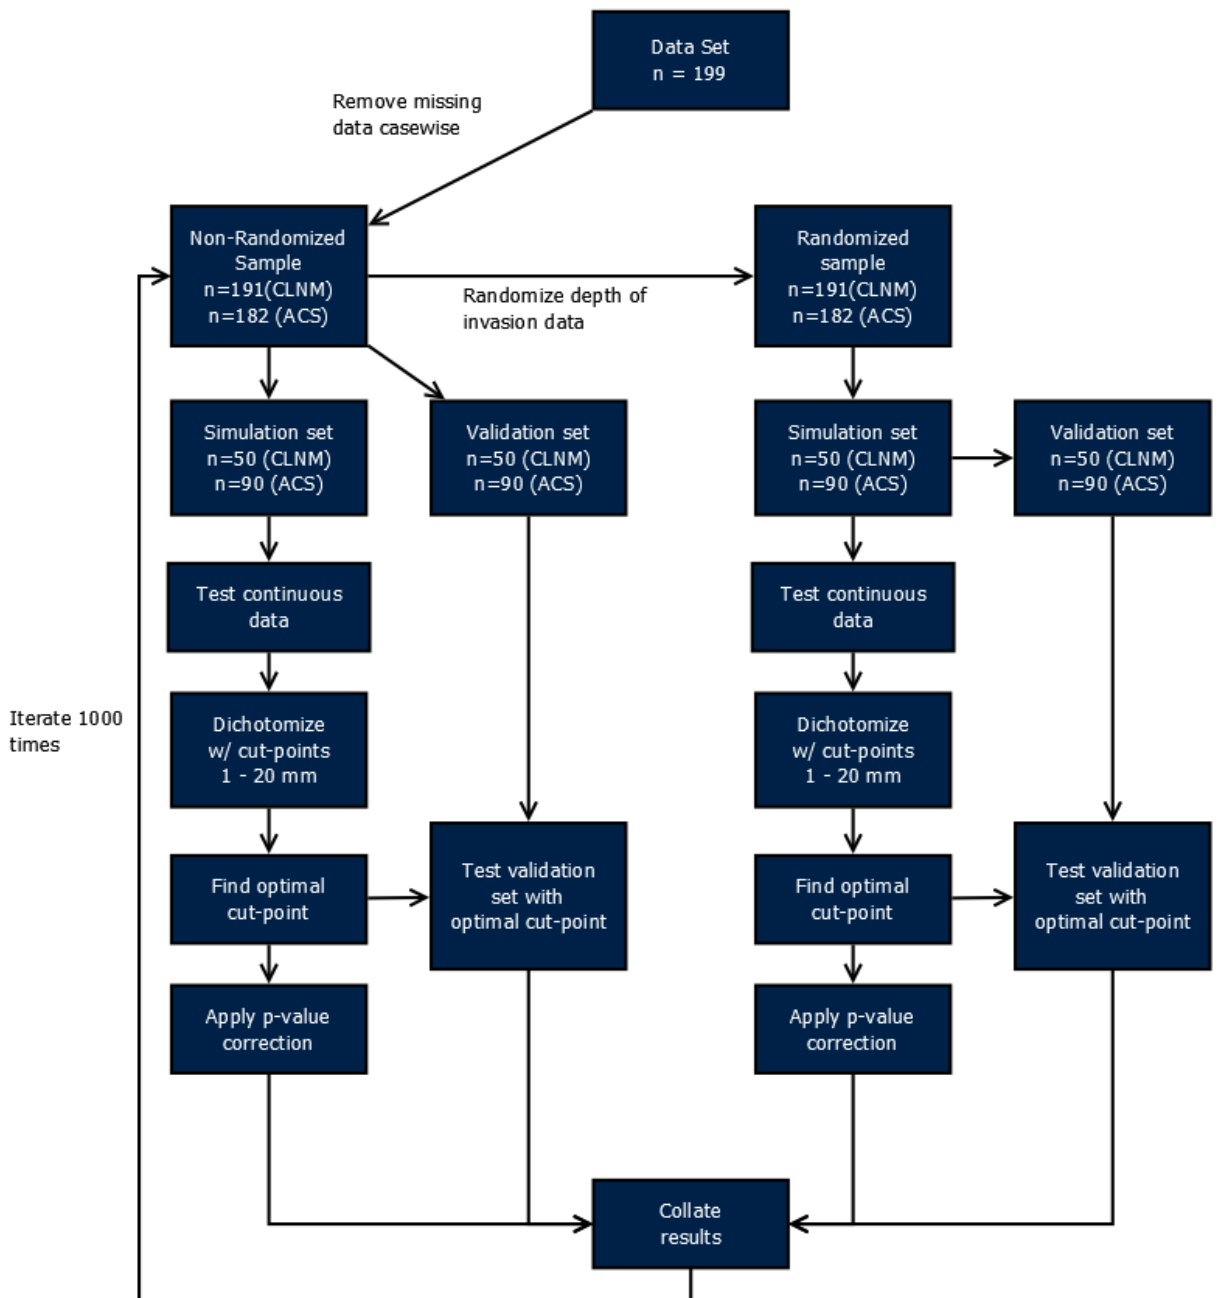 Data Set
n = 199
Remove missing
data casewise
Non-Randomized
Sample
n=191(CLNM)
n=182 (ACS)
Randomize depth of
invasion data
Randomized
sample
n=191(CLNM)
n=182 (ACS)
Simulation set
n=50 (CLNM)
n=90 (ACS)
Validation set
n=50 (CLNM)
n=90 (ACS)
Simulation set
n=50 (CLNM)
n=90 (ACS)
Validation set
n=50 (CLNM)
n=90 (ACS)
Test continuous
data
Test continuous
data
Iterate 1000
times
Dichotomize
w/ cut-points
1 - 20 mm
Dichotomize
w/ cut-points
1 - 20 mm
Find optimal
cut-point
Test validation
set with
optimal cut-point
Find optimal
cut-point
Test validation
set with
optimal cut-point
Apply p-value
correction
Apply p-value
correction
Collate
results